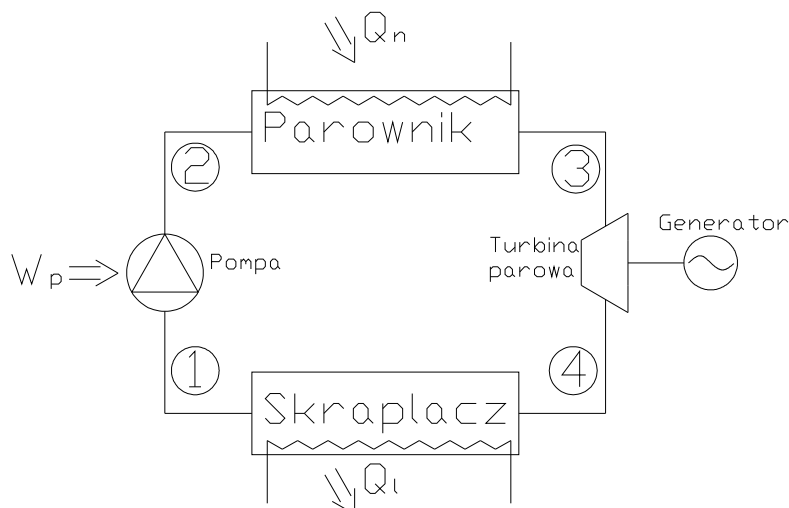 Qn
Parownik
2
3
Generator
Turbina
parowa
Wp
Pompa
1
4
Skraplacz
Ql